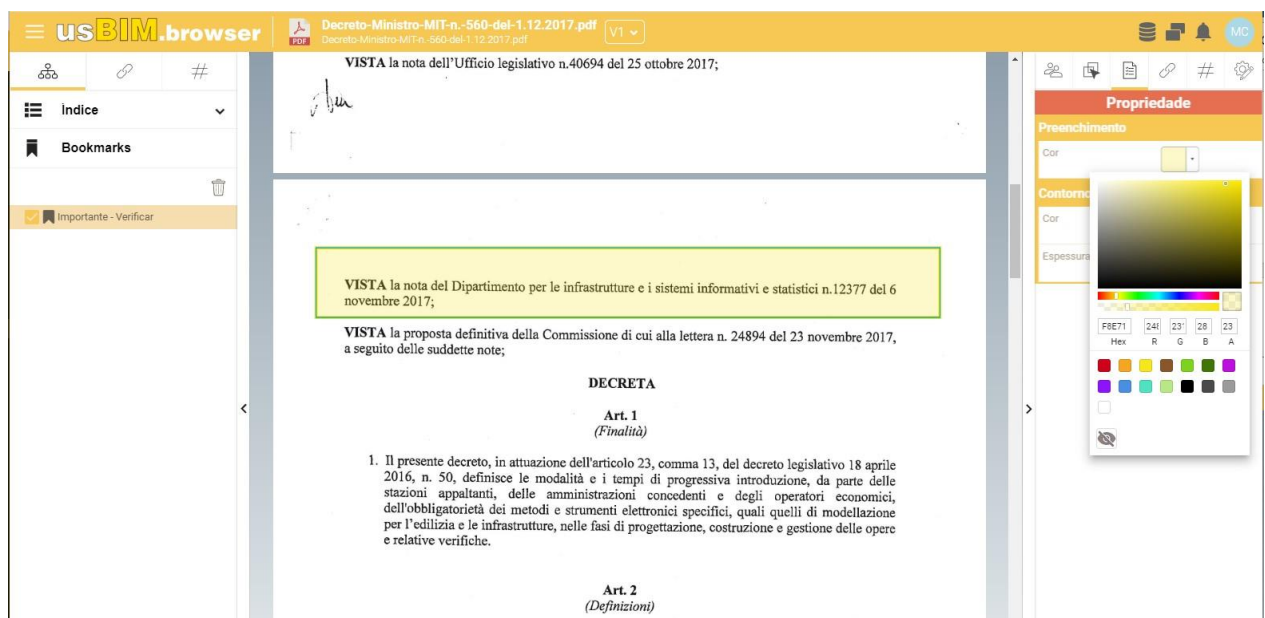 usBIM.browser
Decreto-Ministro-MIT-n.-560-del-1.12.2017.pdf
Decreto-Ministro-MIT-n.-560-del-1.12.2017.pdf
V1
PDF
MC
Índice
Bookmarks
Importante - Verificar
VISTA la nota dell'Ufficio legislativo n.40694 del 25 ottobre 2017;
VISTA la nota del Dipartimento per le infrastrutture e i sistemi informativi e statistici n.12377 del 6
novembre 2017;
VISTA la proposta definitiva della Commissione di cui alla lettera n. 24894 del 23 novembre 2017,
a seguito delle suddette note;
DECRETA
Art. 1
(Finalità)
1. Il presente decreto, in attuazione dell'articolo 23, comma 13, del decreto legislativo 18 aprile
2016, n. 50, definisce le modalità e i tempi di progressiva introduzione, da parte delle
stazioni appaltanti, delle amministrazioni concedenti e degli operatori economici,
dell'obbligatorietà dei metodi e strumenti elettronici specifici, quali quelli di modellazione
per l'edilizia e le infrastrutture, nelle fasi di progettazione, costruzione e gestione delle opere
e relative verifiche.
Art. 2
(Definizioni)
Propriedade
Preenchimento
Cor
Contorno
Cor
Espessura
F8E71 28 23
Hex R G B A